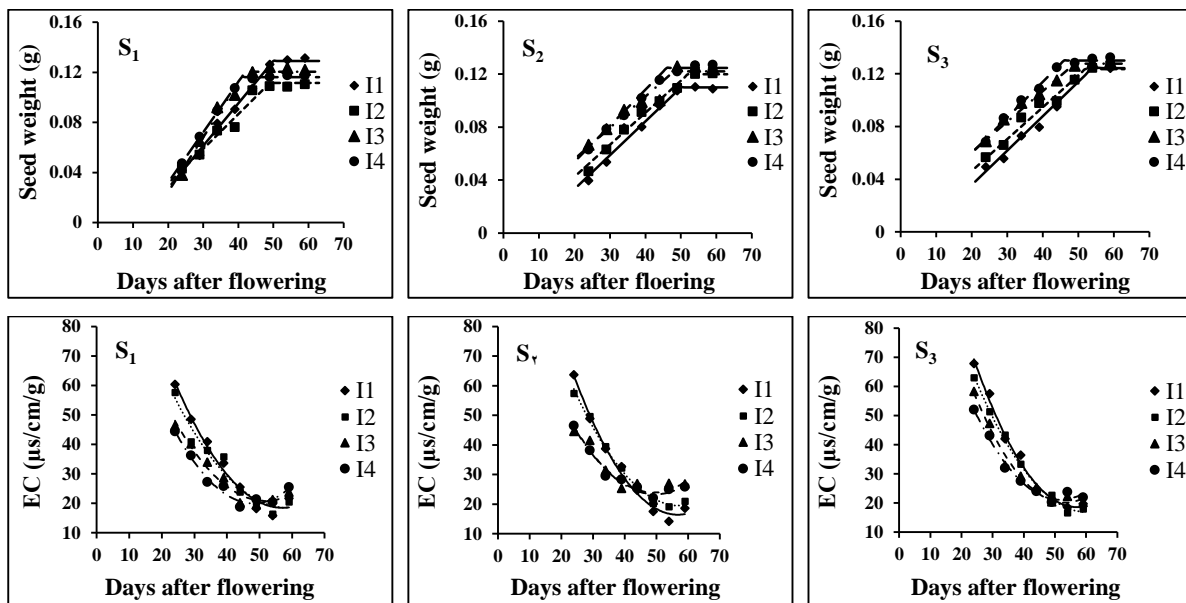 S1
Seed weight (g)
0.16
0.12
0.08
0.04
0
0 10 20 30 40 50 60 70
Days after flowering
I1
I2
I3
I4
S2
Seed weight (g)
0.16
0.12
0.08
0.04
0
0 10 20 30 40 50 60 70
Days after floering
I1
I2
I3
I4
S3
Seed weight (g)
0.16
0.12
0.08
0.04
0
0 10 20 30 40 50 60 70
Days after flowering
I1
I2
I3
I4
S1
EC (µs/cm/g)
80
70
60
50
40
30
20
10
0 10 20 30 40 50 60 70
Days after flowering
I1
I2
I3
I4
S۲
EC (µs/cm/g)
80
70
60
50
40
30
20
10
0 10 20 30 40 50 60 70
Days after flowering
I1
I2
I3
I4
S3
EC (µs/cm/g)
80
70
60
50
40
30
20
10
0 10 20 30 40 50 60 70
Days after flowering
I1
I2
I3
I4